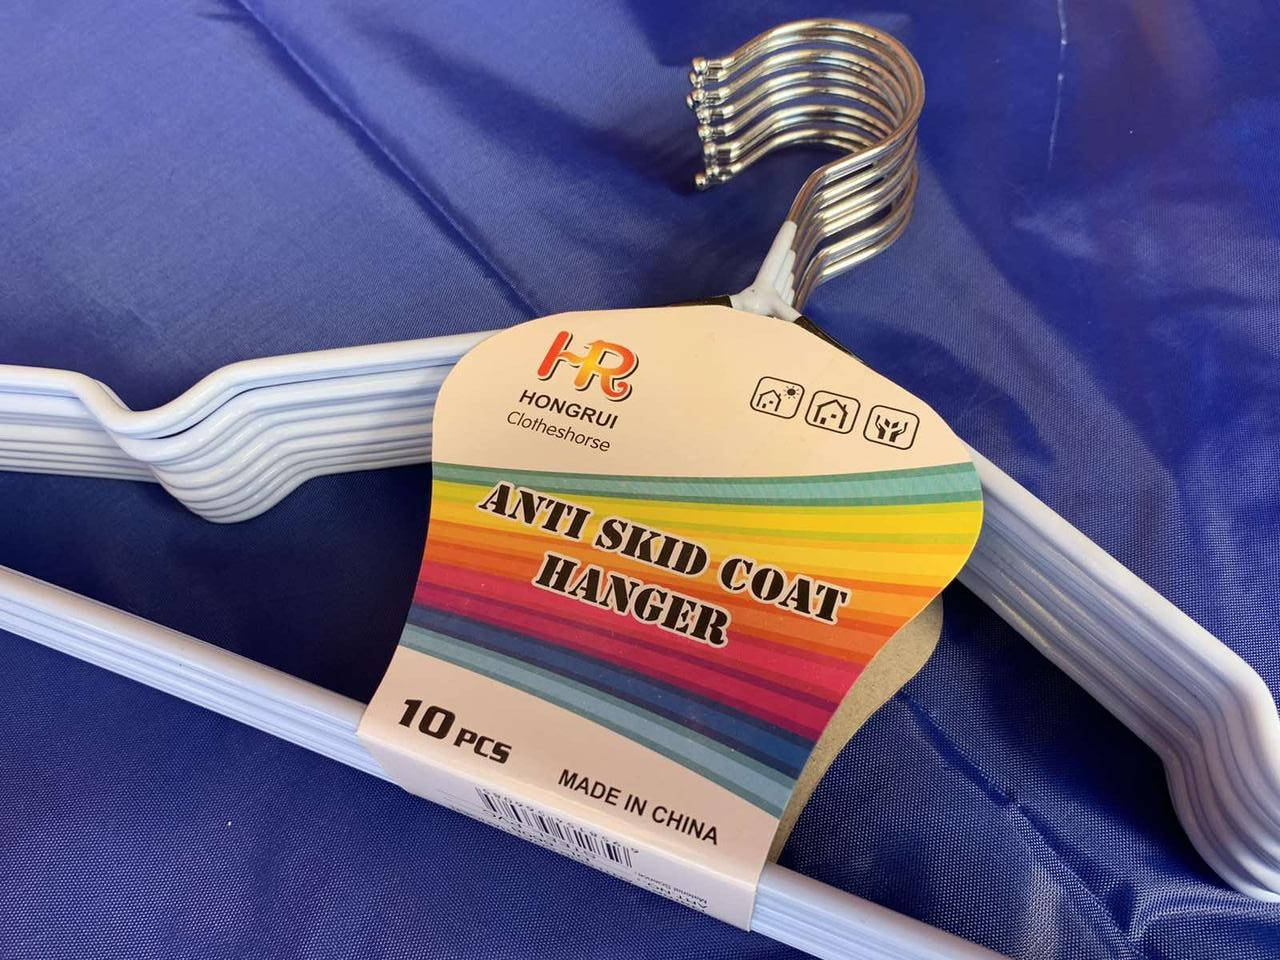 HR
HONGRUI
Clotheshorse
ANTI SKID COAT
HANGER
10 PCS
MADE IN CHINA